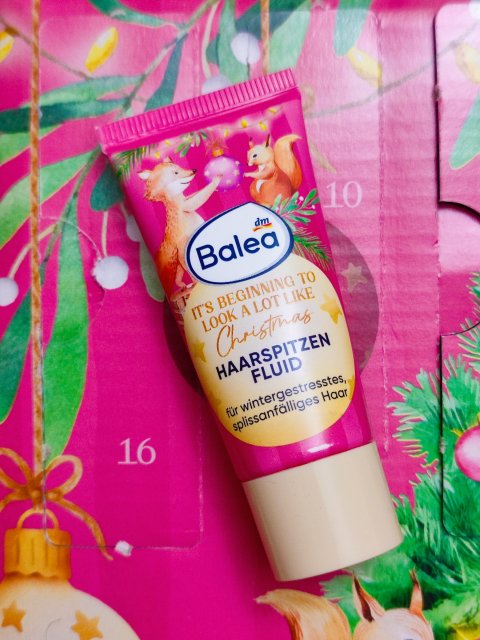 10
dm
Balea
IT'S BEGINNING TO
LOOK A LOT LIKE
Christmas
HAARSPITZEN
FLUID
für wintergestresstes,
splissanfälliges Haar
16